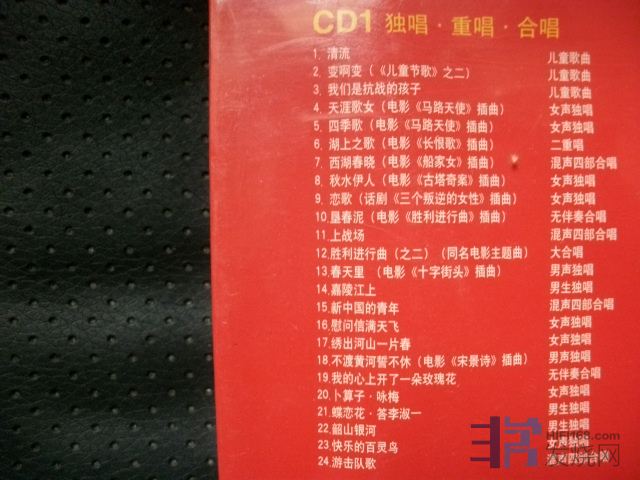 CD1 独唱·重唱·合唱
1. 清流 儿童歌曲
2. 变啊变（《儿童节歌》之二） 儿童歌曲
3. 我们是抗战的孩子 儿童歌曲
4. 天涯歌女（电影《马路天使》插曲） 女声独唱
5. 四季歌（电影《马路天使》插曲） 女声独唱
6. 湖上之歌（电影《长恨歌》插曲） 二重唱
7. 西湖春晓（电影《船家女》插曲） 混声四部合唱
8. 秋水伊人（电影《古塔奇案》插曲） 女声独唱
9. 恋歌（话剧《三个叛逆的女性》插曲） 女声独唱
10. 垦春泥（电影《胜利进行曲》插曲） 无伴奏合唱
11. 上战场 混声四部合唱
12. 胜利进行曲（之二）（同名电影主题曲） 大合唱
13. 春天里 （电影《十字街头》插曲） 男声独唱
14. 嘉陵江上 男生独唱
15. 新中国的青年 混声四部合唱
16. 慰问信满天飞 女声独唱
17. 绣出河山一片春 女声独唱
18. 不渡黄河誓不休（电影《宋景诗》插曲） 男声独唱
19. 我的心上开了一朵玫瑰花 无伴奏合唱
20. 卜算子·咏梅 女声独唱
21. 蝶恋花·答李淑一 男生独唱
22. 韶山银河 男生独唱
23. 快乐的百灵鸟 女声独唱
24. 游击队歌 混声四部合唱
发烧网